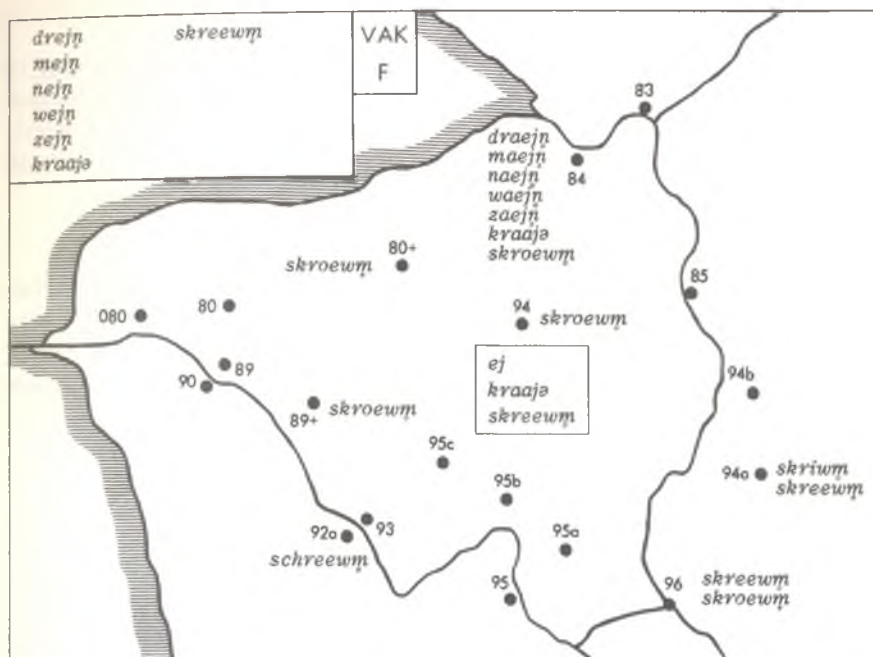 drejn̥ skreewm̥
mejn̥
nejn̥
wejn̥
zejn̥
kraajə
VAK
F
83
draejn̥
maejn̥
naejn̥
waejn̥
zaejn̥
kraajə
skroewm̥
84
80+
skroewm̥
85
080
80
94
skroewm̥
89
90
ej
kraajə
skreewm̥
94b
89+
skroewm̥
95c
94a
skriwm̥
skreewm̥
95b
92a
93
schreewm̥
95a
95
96
skreewm̥
skroewm̥